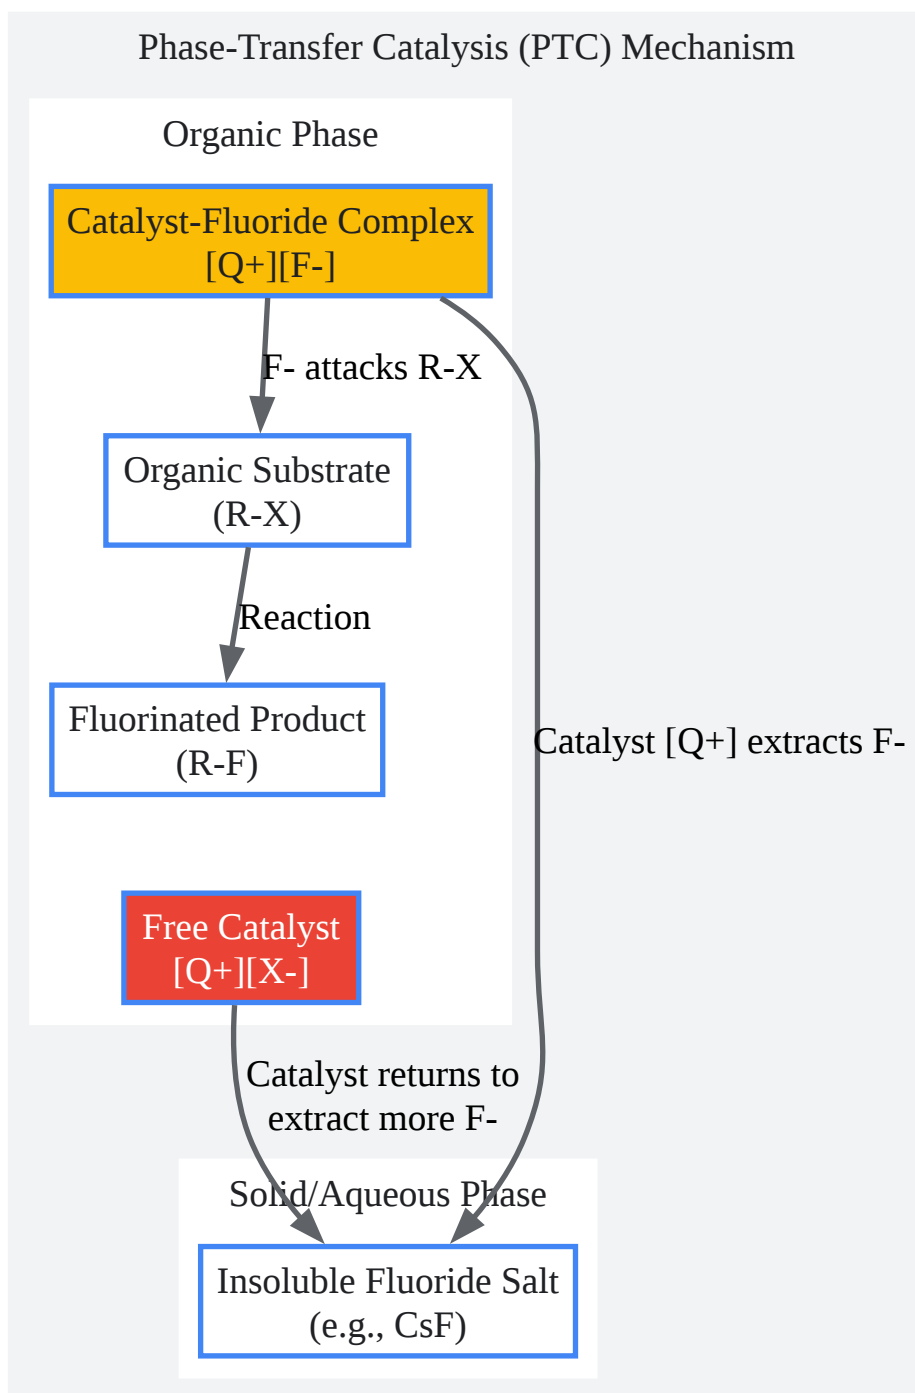 Phase-Transfer Catalysis (PTC) Mechanism
Organic Phase
Catalyst-Fluoride Complex
[Q+][F-]
F- attacks R-X
Organic Substrate
(R-X)
Reaction
Fluorinated Product
(R-F)
Catalyst [Q+] extracts F-
Free Catalyst
[Q+][X-]
Catalyst returns to
extract more F-
Solid/Aqueous Phase
Insoluble Fluoride Salt
(e.g., CsF)